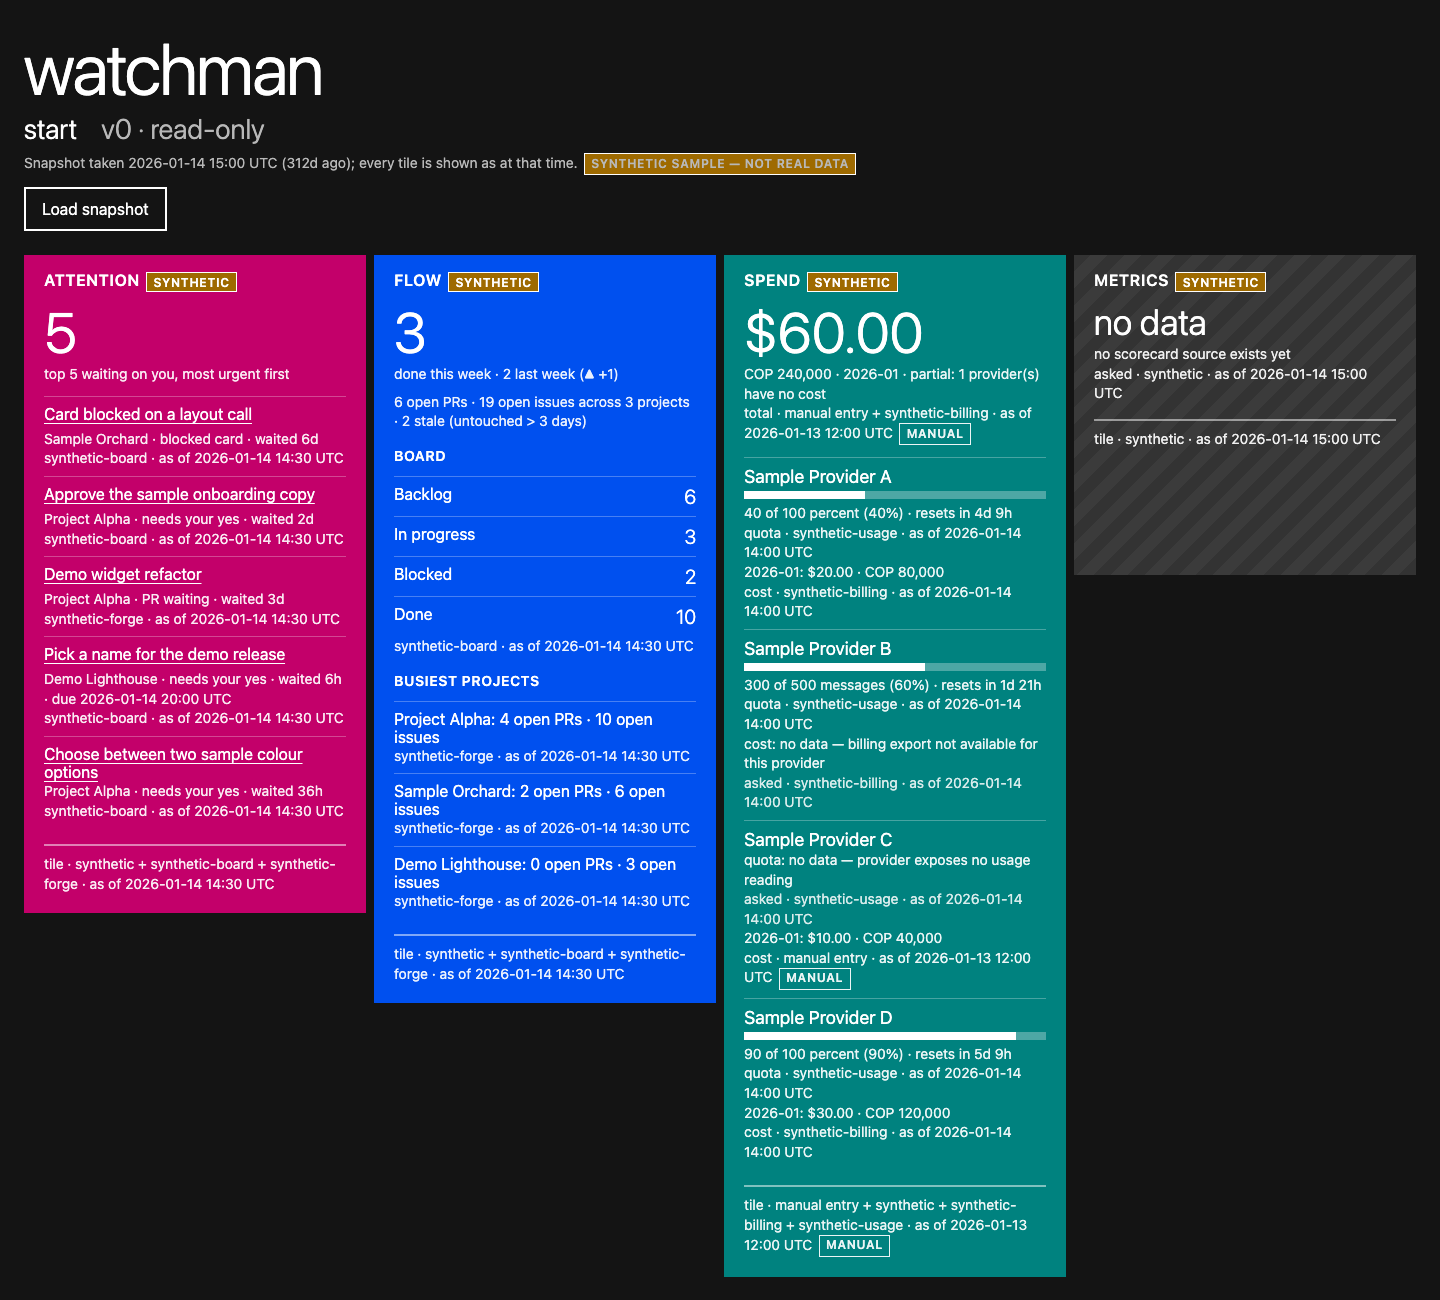 watchman
start v0 · read-only
Snapshot taken 2026-01-14 15:00 UTC (312d ago); every tile is shown as at that time. SYNTHETIC SAMPLE — NOT REAL DATA
Load snapshot
ATTENTION SYNTHETIC
5
top 5 waiting on you, most urgent first
Card blocked on a layout call
Sample Orchard · blocked card · waited 6d
synthetic-board · as of 2026-01-14 14:30 UTC
Approve the sample onboarding copy
Project Alpha · needs your yes · waited 2d
synthetic-board · as of 2026-01-14 14:30 UTC
Demo widget refactor
Project Alpha · PR waiting · waited 3d
synthetic-forge · as of 2026-01-14 14:30 UTC
Pick a name for the demo release
Demo Lighthouse · needs your yes · waited 6h
· due 2026-01-14 20:00 UTC
synthetic-board · as of 2026-01-14 14:30 UTC
Choose between two sample colour
options
Project Alpha · needs your yes · waited 36h
synthetic-board · as of 2026-01-14 14:30 UTC
tile · synthetic + synthetic-board + synthetic-
forge · as of 2026-01-14 14:30 UTC
FLOW SYNTHETIC
3
done this week · 2 last week (▲ +1)
6 open PRs · 19 open issues across 3 projects
· 2 stale (untouched > 3 days)
BOARD
Backlog 6
In progress 3
Blocked 2
Done 10
synthetic-board · as of 2026-01-14 14:30 UTC
BUSIEST PROJECTS
Project Alpha: 4 open PRs · 10 open
issues
synthetic-forge · as of 2026-01-14 14:30 UTC
Sample Orchard: 2 open PRs · 6 open
issues
synthetic-forge · as of 2026-01-14 14:30 UTC
Demo Lighthouse: 0 open PRs · 3 open
issues
synthetic-forge · as of 2026-01-14 14:30 UTC
tile · synthetic + synthetic-board + synthetic-
forge · as of 2026-01-14 14:30 UTC
SPEND SYNTHETIC
$60.00
COP 240,000 · 2026-01 · partial: 1 provider(s)
have no cost
total · manual entry + synthetic-billing · as of
2026-01-13 12:00 UTC MANUAL
Sample Provider A
40 of 100 percent (40%) · resets in 4d 9h
quota · synthetic-usage · as of 2026-01-14
14:00 UTC
2026-01: $20.00 · COP 80,000
cost · synthetic-billing · as of 2026-01-14
14:00 UTC
Sample Provider B
300 of 500 messages (60%) · resets in 1d 21h
quota · synthetic-usage · as of 2026-01-14
14:00 UTC
cost: no data — billing export not available for
this provider
asked · synthetic-billing · as of 2026-01-14
14:00 UTC
Sample Provider C
quota: no data — provider exposes no usage
reading
asked · synthetic-usage · as of 2026-01-14
14:00 UTC
2026-01: $10.00 · COP 40,000
cost · manual entry · as of 2026-01-13 12:00
UTC MANUAL
Sample Provider D
90 of 100 percent (90%) · resets in 5d 9h
quota · synthetic-usage · as of 2026-01-14
14:00 UTC
2026-01: $30.00 · COP 120,000
cost · synthetic-billing · as of 2026-01-14
14:00 UTC
tile · manual entry + synthetic + synthetic-
billing + synthetic-usage · as of 2026-01-13
12:00 UTC MANUAL
METRICS SYNTHETIC
no data
no scorecard source exists yet
asked · synthetic · as of 2026-01-14 15:00
UTC
tile · synthetic · as of 2026-01-14 15:00 UTC